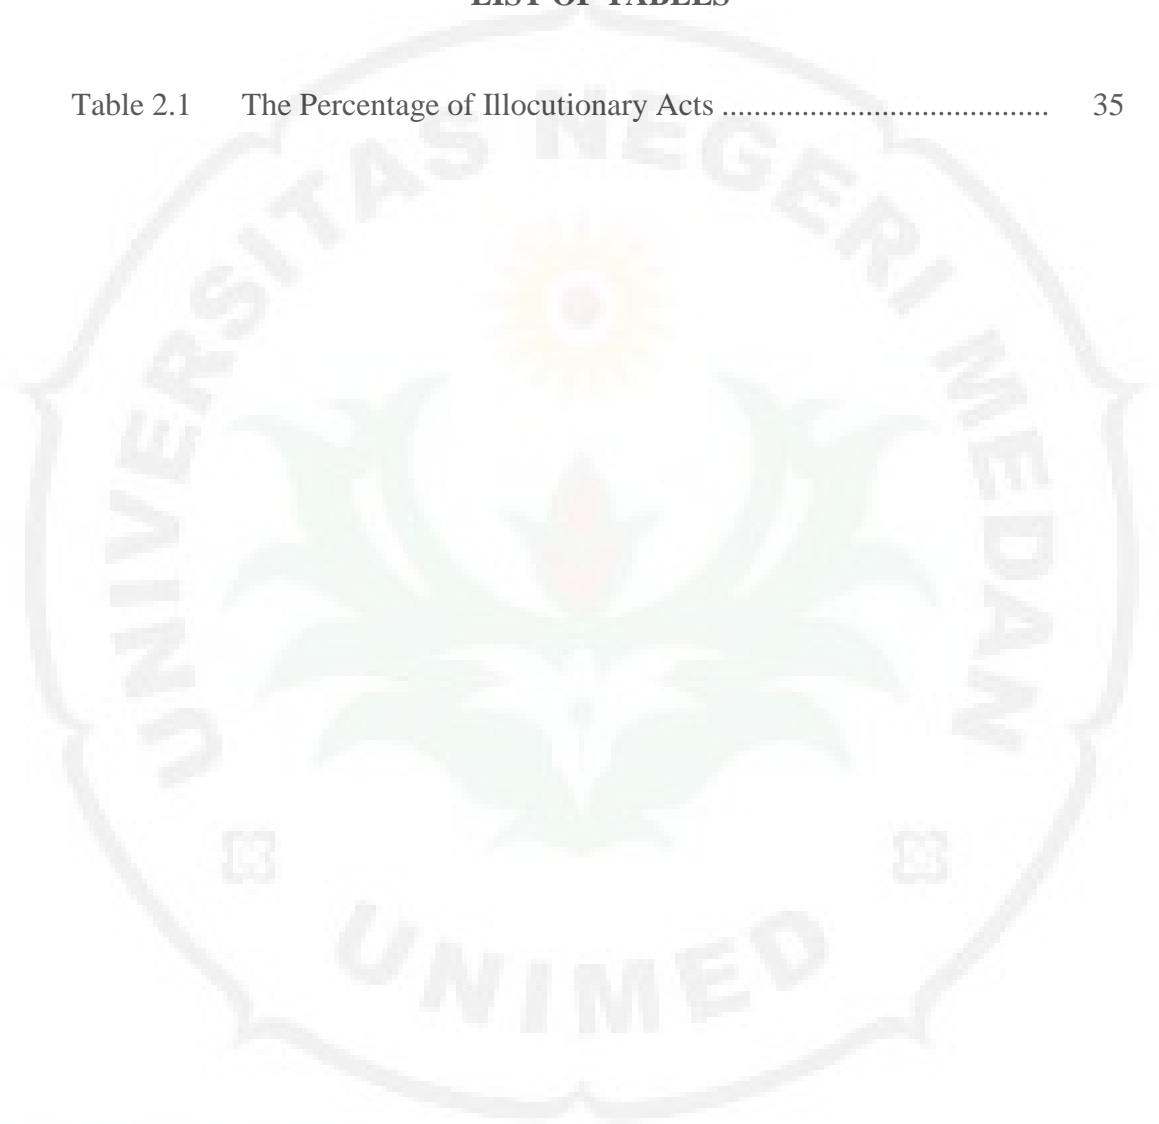 LIST OF TABLES
Table 2.1 The Percentage of Illocutionary Acts ......................................... 35
UNIVERSITAS NEGERI MEDAN
UNIMED